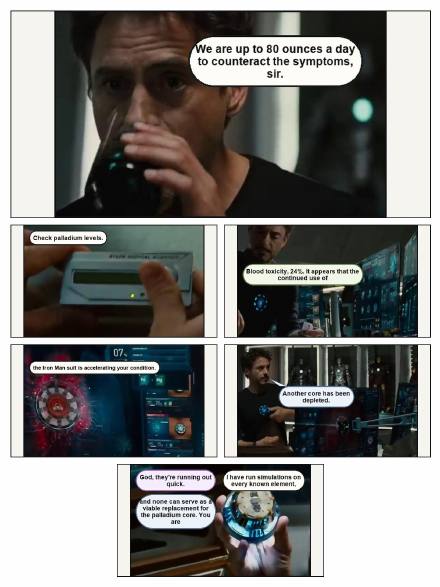 We are up to 80 ounces a day
to counteract the symptoms,
sir.
Check palladium levels.
Blood toxicity, 24%. It appears that the
continued use of
07
the Iron Man suit is accelerating your condition.
Another core has been
depleted.
God, they're running out
quick.
I have run simulations on
every known element,
and none can serve as a
viable replacement for
the palladium core. You
are